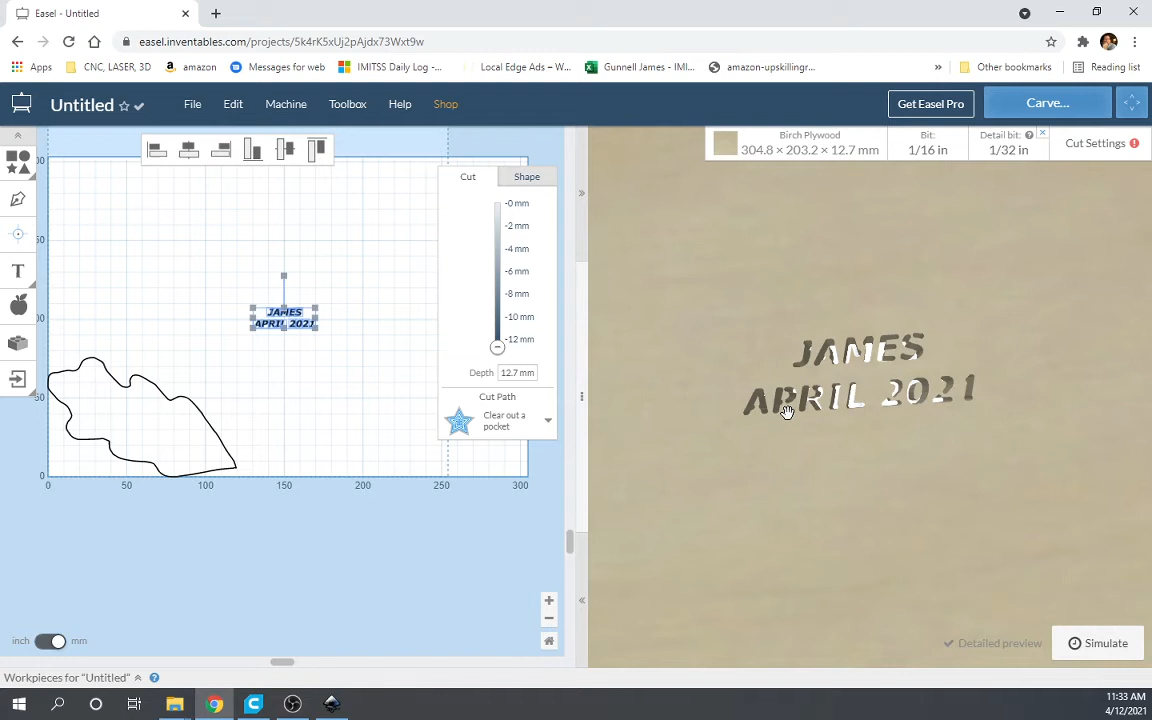 Easel - Untitled
easel.inventables.com/projects/5k4rK5xUj2pAjdx73Wxt9w
Apps
CNC, LASER, 3D
amazon
Messages for web
IMITSS Daily Log -...
Local Edge Ads – W...
Gunnell James - IMI...
amazon-upskillingr...
»
Other bookmarks
Reading list
Untitled
File
Edit
Machine
Toolbox
Help
Shop
Get Easel Pro
Carve...
Birch Plywood
304.8 × 203.2 × 12.7 mm
Bit:
1/16 in
Detail bit:
1/32 in
Cut Settings
Cut
Shape
-0 mm
-2 mm
-4 mm
-6 mm
-8 mm
-10 mm
-12 mm
Depth
12.7 mm
Cut Path
Clear out a
pocket
T
JAMES
APRIL 2021
50
0
0
50
100
150
200
250
300
JAMES
APRIL 2021
inch
mm
Detailed preview
Simulate
Workpieces for "Untitled"
11:33 AM
4/12/2021